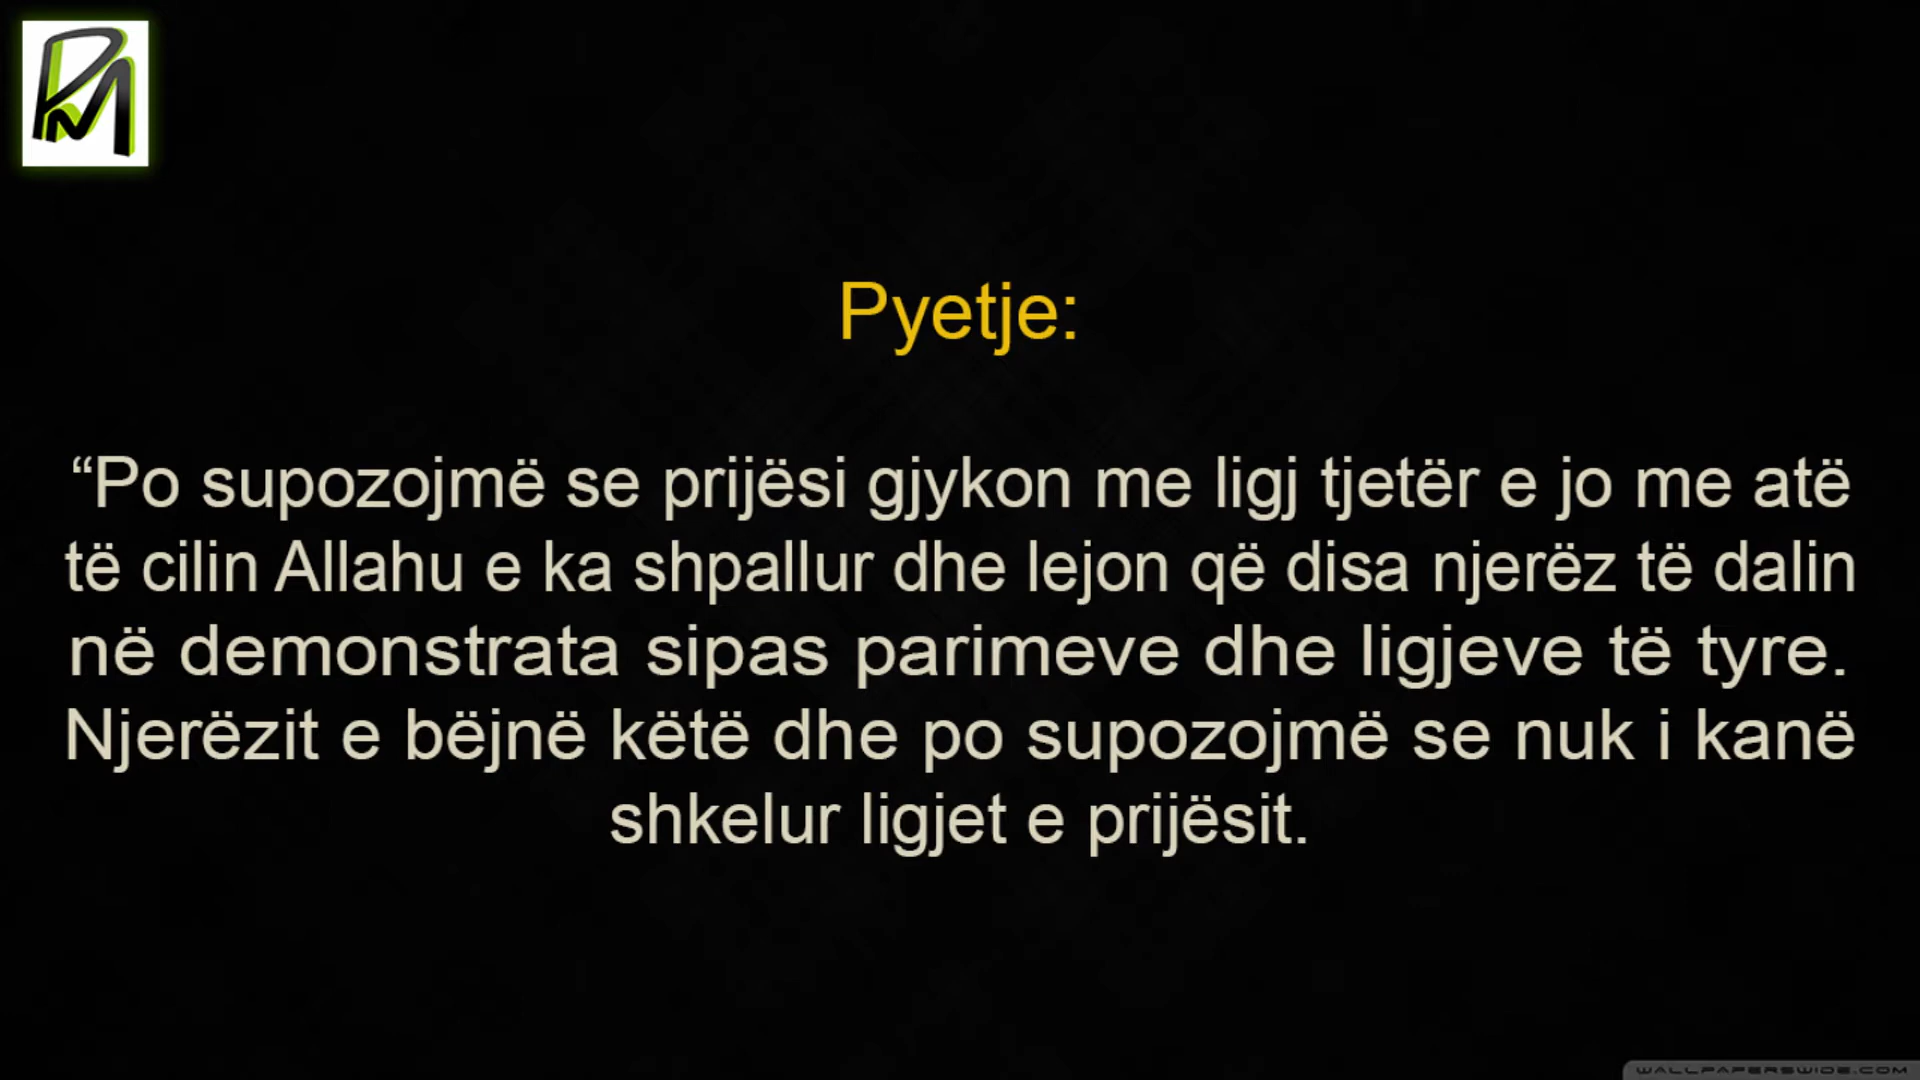 Pyetje:
“Po supozojmë se prijësi gjykon me ligj tjetër e jo me atë
të cilin Allahu e ka shpallur dhe lejon që disa njerëz të dalin
në demonstrata sipas parimeve dhe ligjeve të tyre.
Njerëzit e bëjnë këtë dhe po supozojmë se nuk i kanë
shkelur ligjet e prijësit.
WALLPAPERSWIDE.COM